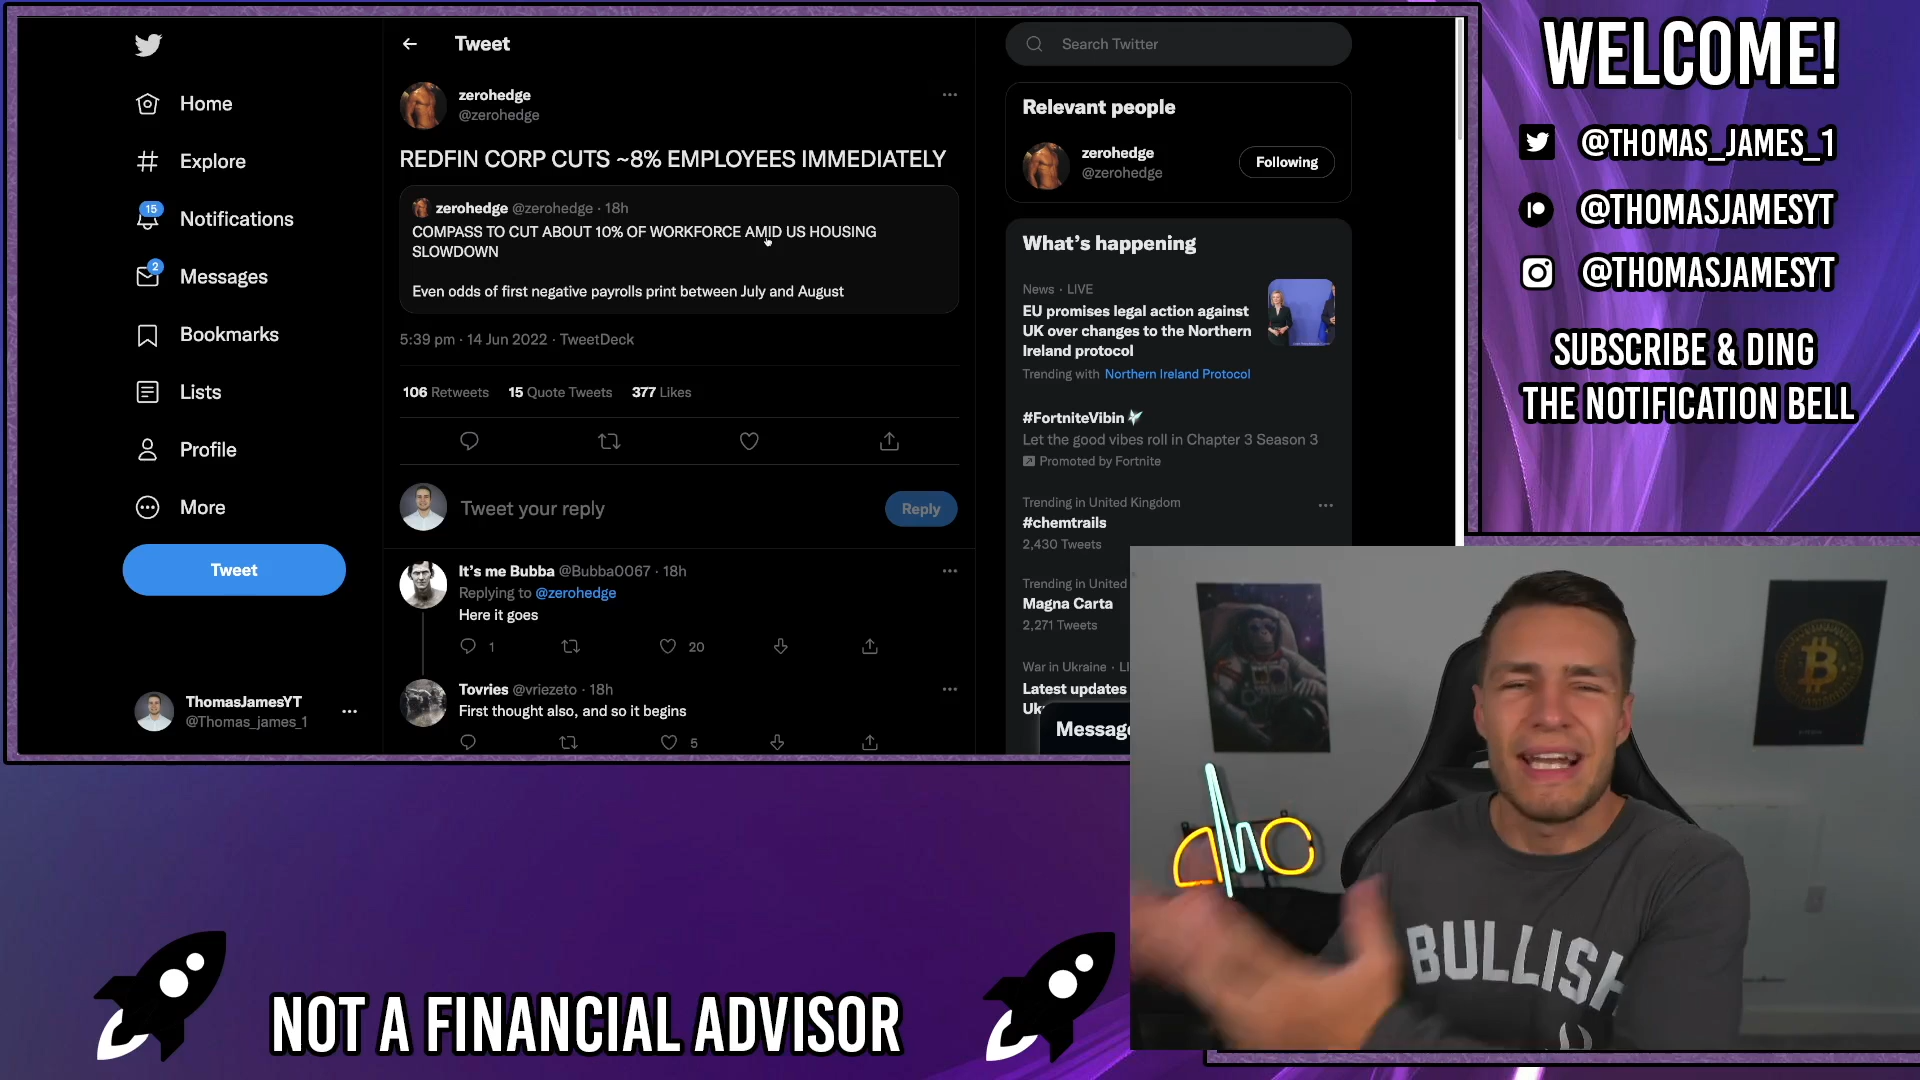 Tweet
Search Twitter
zerohedge
@zerohedge
REDFIN CORP CUTS ~8% EMPLOYEES IMMEDIATELY
zerohedge @zerohedge · 18h
COMPASS TO CUT ABOUT 10% OF WORKFORCE AMID US HOUSING
SLOWDOWN
Even odds of first negative payrolls print between July and August
5:39 pm · 14 Jun 2022 · TweetDeck
106 Retweets 15 Quote Tweets 377 Likes
Tweet your reply
Reply
It's me Bubba @Bubba0067 · 18h
Replying to @zerohedge
Here it goes
1
20
Tovries @vriezeto · 18h
First thought also, and so it begins
5
Home
Explore
15
Notifications
2
Messages
Bookmarks
Lists
Profile
More
Tweet
ThomasJamesYT
@Thomas_james_1
Relevant people
zerohedge
@zerohedge
Following
What's happening
News · LIVE
EU promises legal action against
UK over changes to the Northern
Ireland protocol
Trending with Northern Ireland Protocol
#FortniteVibin
Let the good vibes roll in Chapter 3 Season 3
Promoted by Fortnite
Trending in United Kingdom
#chemtrails
2,430 Tweets
Trending in United
Magna Carta
2,271 Tweets
War in Ukraine · LI
Latest updates
Uk
Message
WELCOME!
@THOMAS_JAMES_1
@THOMASJAMESYT
@THOMASJAMESYT
SUBSCRIBE & DING
THE NOTIFICATION BELL
BULLISH
NOT A FINANCIAL ADVISOR